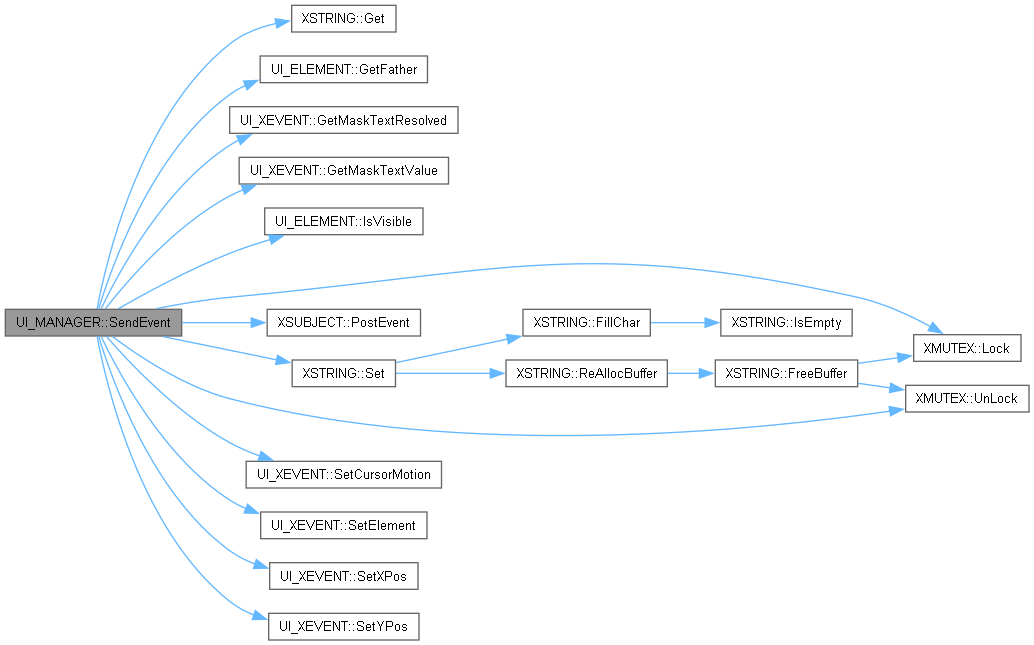 XSTRING::Get
UI_ELEMENT::GetFather
UI_XEVENT::GetMaskTextResolved
UI_XEVENT::GetMaskTextValue
UI_ELEMENT::IsVisible
UI_MANAGER::SendEvent
XSUBJECT::PostEvent
XSTRING::FillChar
XSTRING::IsEmpty
XMUTEX::Lock
XSTRING::Set
XSTRING::ReAllocBuffer
XSTRING::FreeBuffer
XMUTEX::UnLock
UI_XEVENT::SetCursorMotion
UI_XEVENT::SetElement
UI_XEVENT::SetXPos
UI_XEVENT::SetYPos